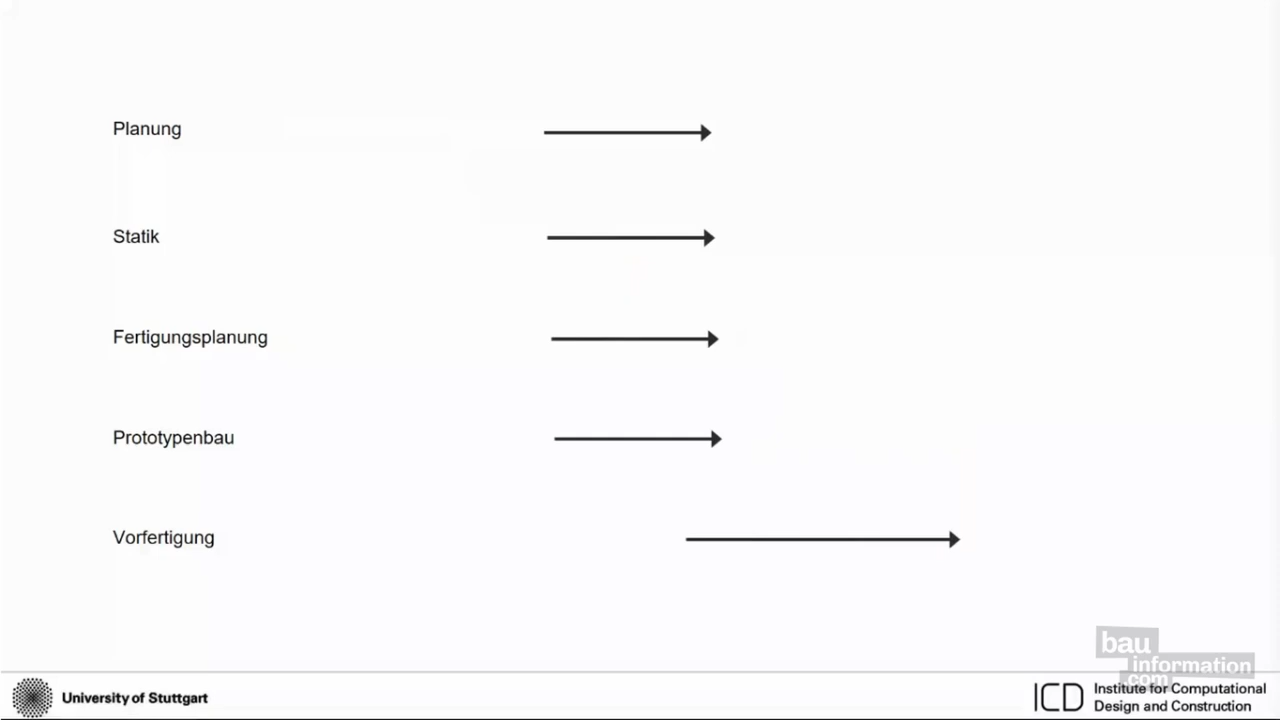 Planung
Statik
Fertigungsplanung
Prototypenbau
Vorfertigung
bau
information
.com
University of Stuttgart
ICD
Institute for Computational
Design and Construction